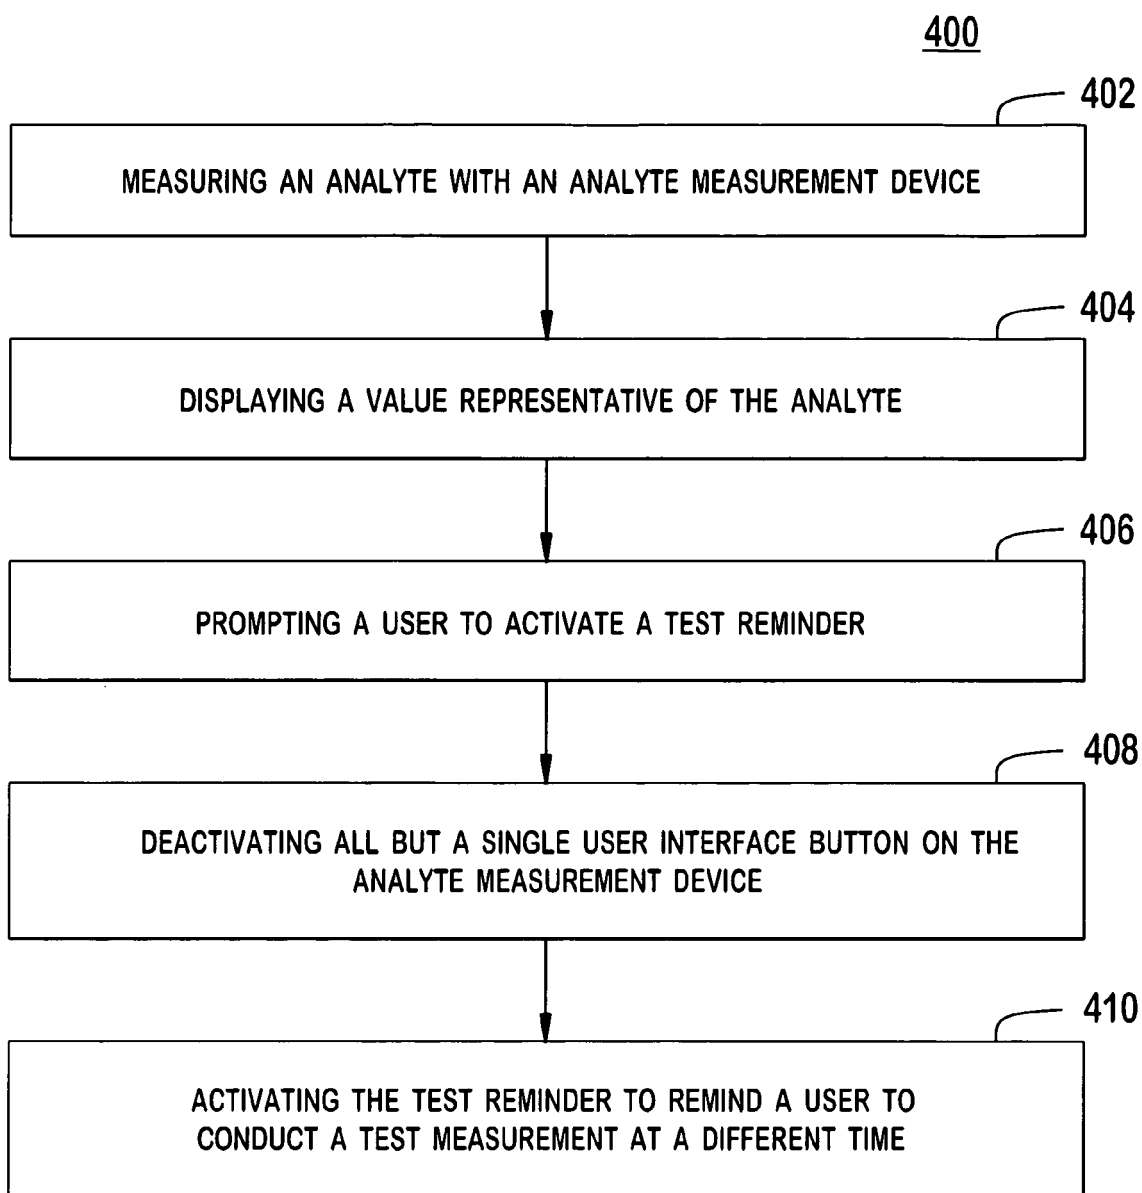 400
402
MEASURING AN ANALYTE WITH AN ANALYTE MEASUREMENT DEVICE
404
DISPLAYING A VALUE REPRESENTATIVE OF THE ANALYTE
406
PROMPTING A USER TO ACTIVATE A TEST REMINDER
408
DEACTIVATING ALL BUT A SINGLE USER INTERFACE BUTTON ON THE
ANALYTE MEASUREMENT DEVICE
410
ACTIVATING THE TEST REMINDER TO REMIND A USER TO
CONDUCT A TEST MEASUREMENT AT A DIFFERENT TIME